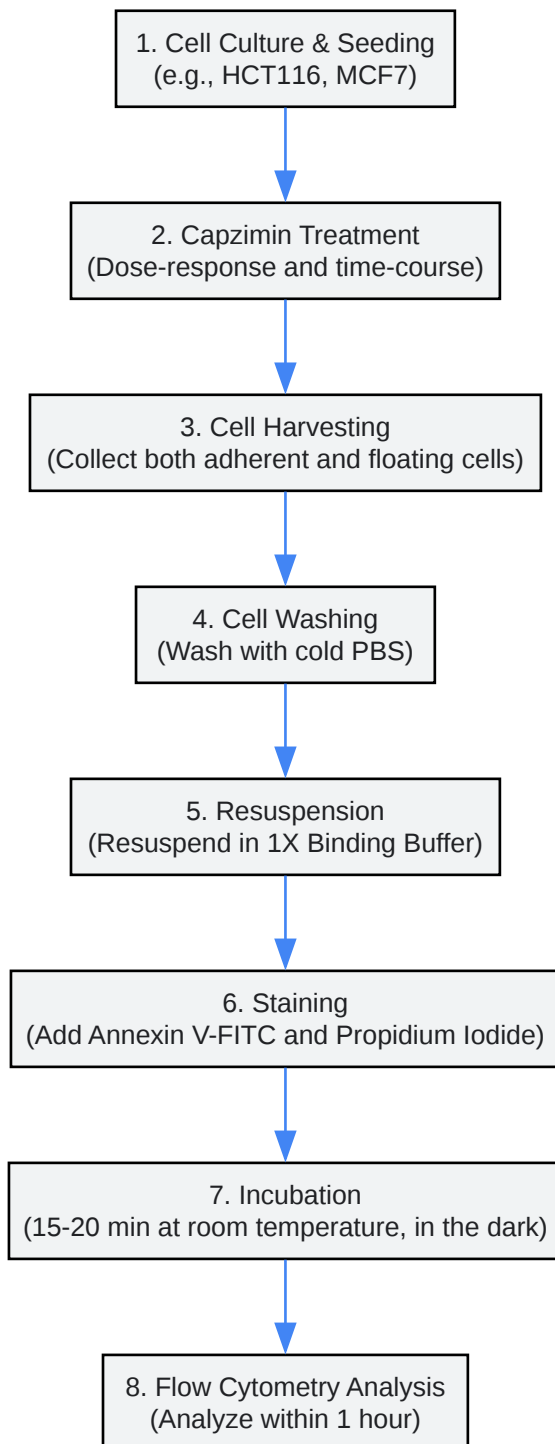 1. Cell Culture & Seeding
(e.g., HCT116, MCF7)
2. Capzimin Treatment
(Dose-response and time-course)
3. Cell Harvesting
(Collect both adherent and floating cells)
4. Cell Washing
(Wash with cold PBS)
5. Resuspension
(Resuspend in 1X Binding Buffer)
6. Staining
(Add Annexin V-FITC and Propidium Iodide)
7. Incubation
(15-20 min at room temperature, in the dark)
8. Flow Cytometry Analysis
(Analyze within 1 hour)